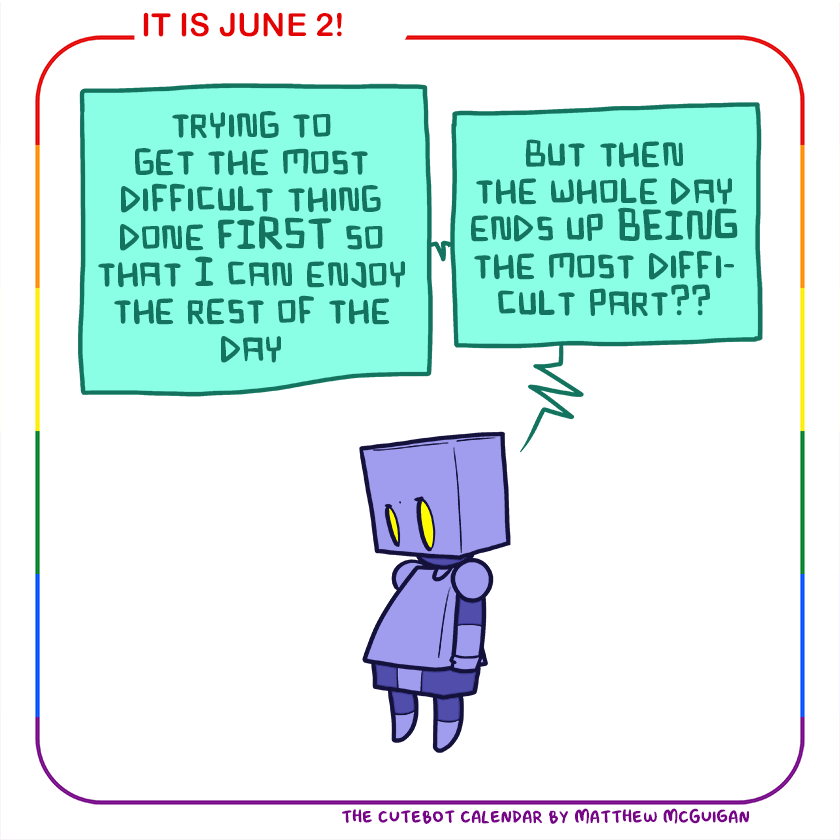 IT IS JUNE 2!
TRYING TO
GET THE MOST
DIFFICULT THING
DONE FIRST SO
THAT I CAN ENJOY
THE REST OF THE
DAY
BUT THEN
THE WHOLE DAY
ENDS UP BEING
THE MOST DIFFI-
CULT PART??
THE CUTEBOT CALENDAR BY MATTHEW MCGUIGAN